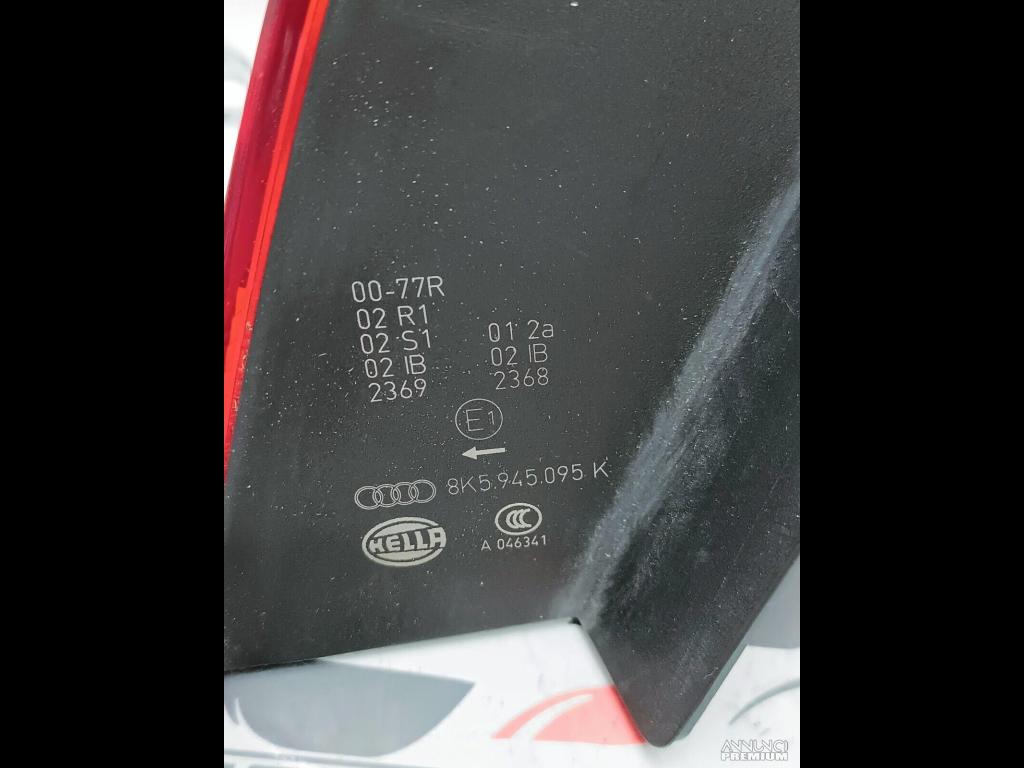 00-77R
02 R1
02 S1
02 IB
2369
01 2a
02 IB
2368
E1
8K5.945.095 K
HELLA
CCC
A 046341
ANNUNCI
PREMIUM